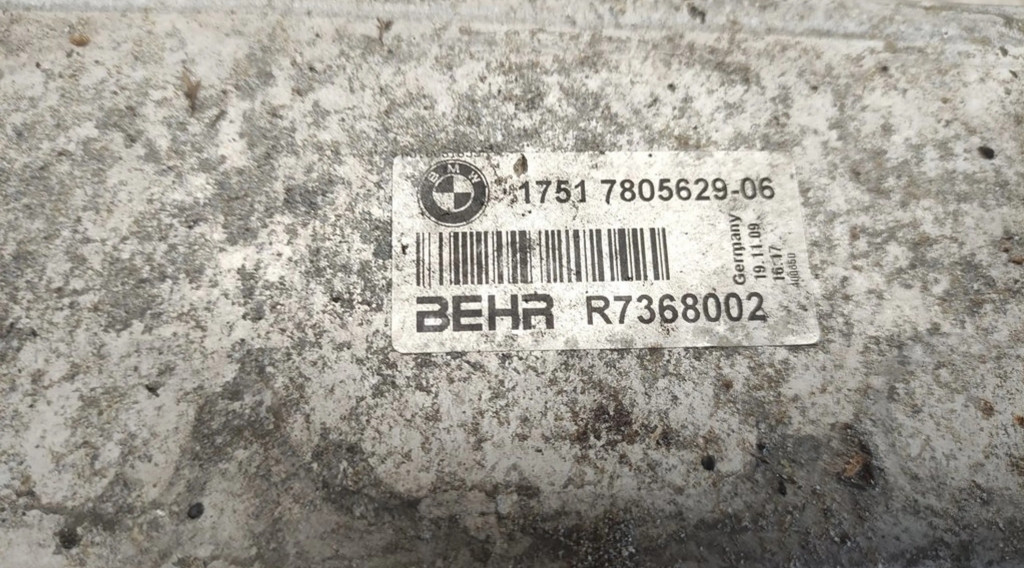 BMW
1751 7805629-06
BEHR R7368002
Germany
19.11.09
16:17